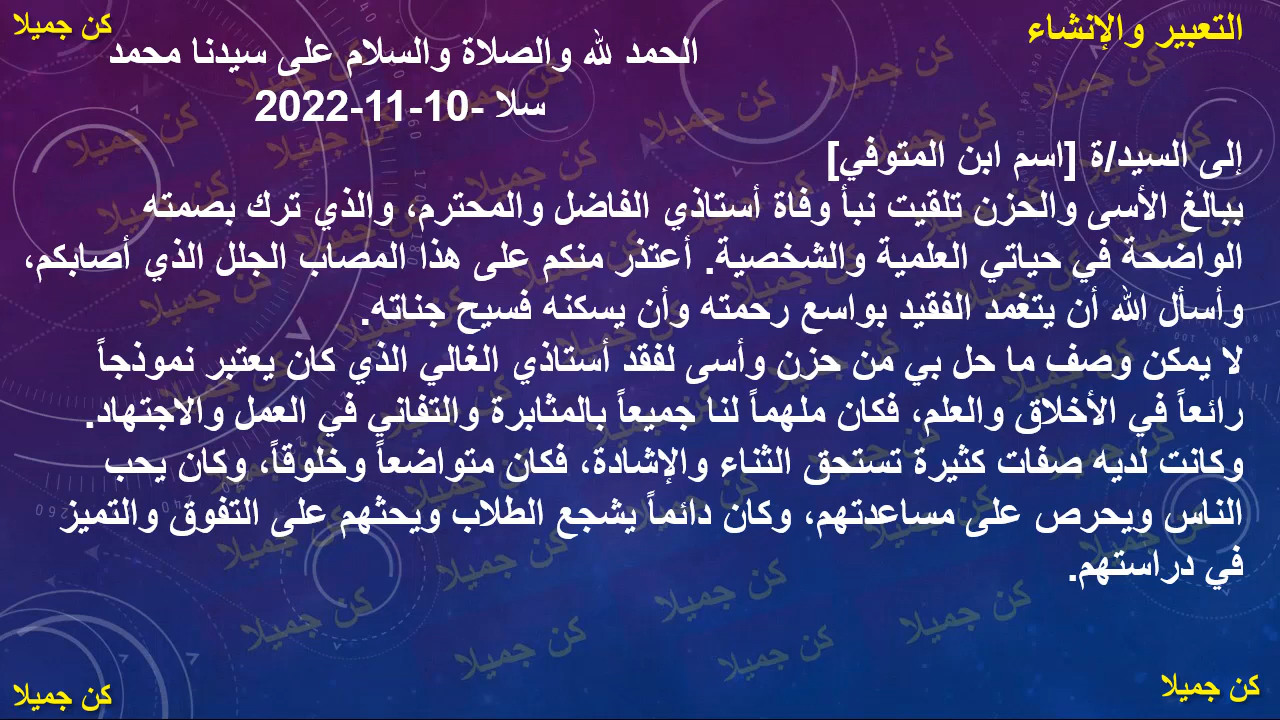 كن جميلا
التعبير والإنشاء
الحمد لله والصلاة والسلام على سيدنا محمد
سلا -10-11-2022
إلى السيد/ة [اسم ابن المتوفي]
ببالغ الأسى والحزن تلقيت نبأ وفاة أستاذي الفاضل والمحترم، والذي ترك بصمته
الواضحة في حياتي العلمية والشخصية. أعتذر منكم على هذا المصاب الجلل الذي أصابكم،
وأسأل الله أن يتغمد الفقيد بواسع رحمته وأن يسكنه فسيح جناته.
لا يمكن وصف ما حل بي من حزن وأسى لفقد أستاذي الغالي الذي كان يعتبر نموذجاً
رائعاً في الأخلاق والعلم، فكان ملهماً لنا جميعاً بالمثابرة والتفاني في العمل والاجتهاد.
وكانت لديه صفات كثيرة تستحق الثناء والإشادة، فكان متواضعاً وخلوقاً، وكان يحب
الناس ويحرص على مساعدتهم، وكان دائماً يشجع الطلاب ويحثهم على التفوق والتميز
في دراستهم.
كن جميلا
كن جميلا